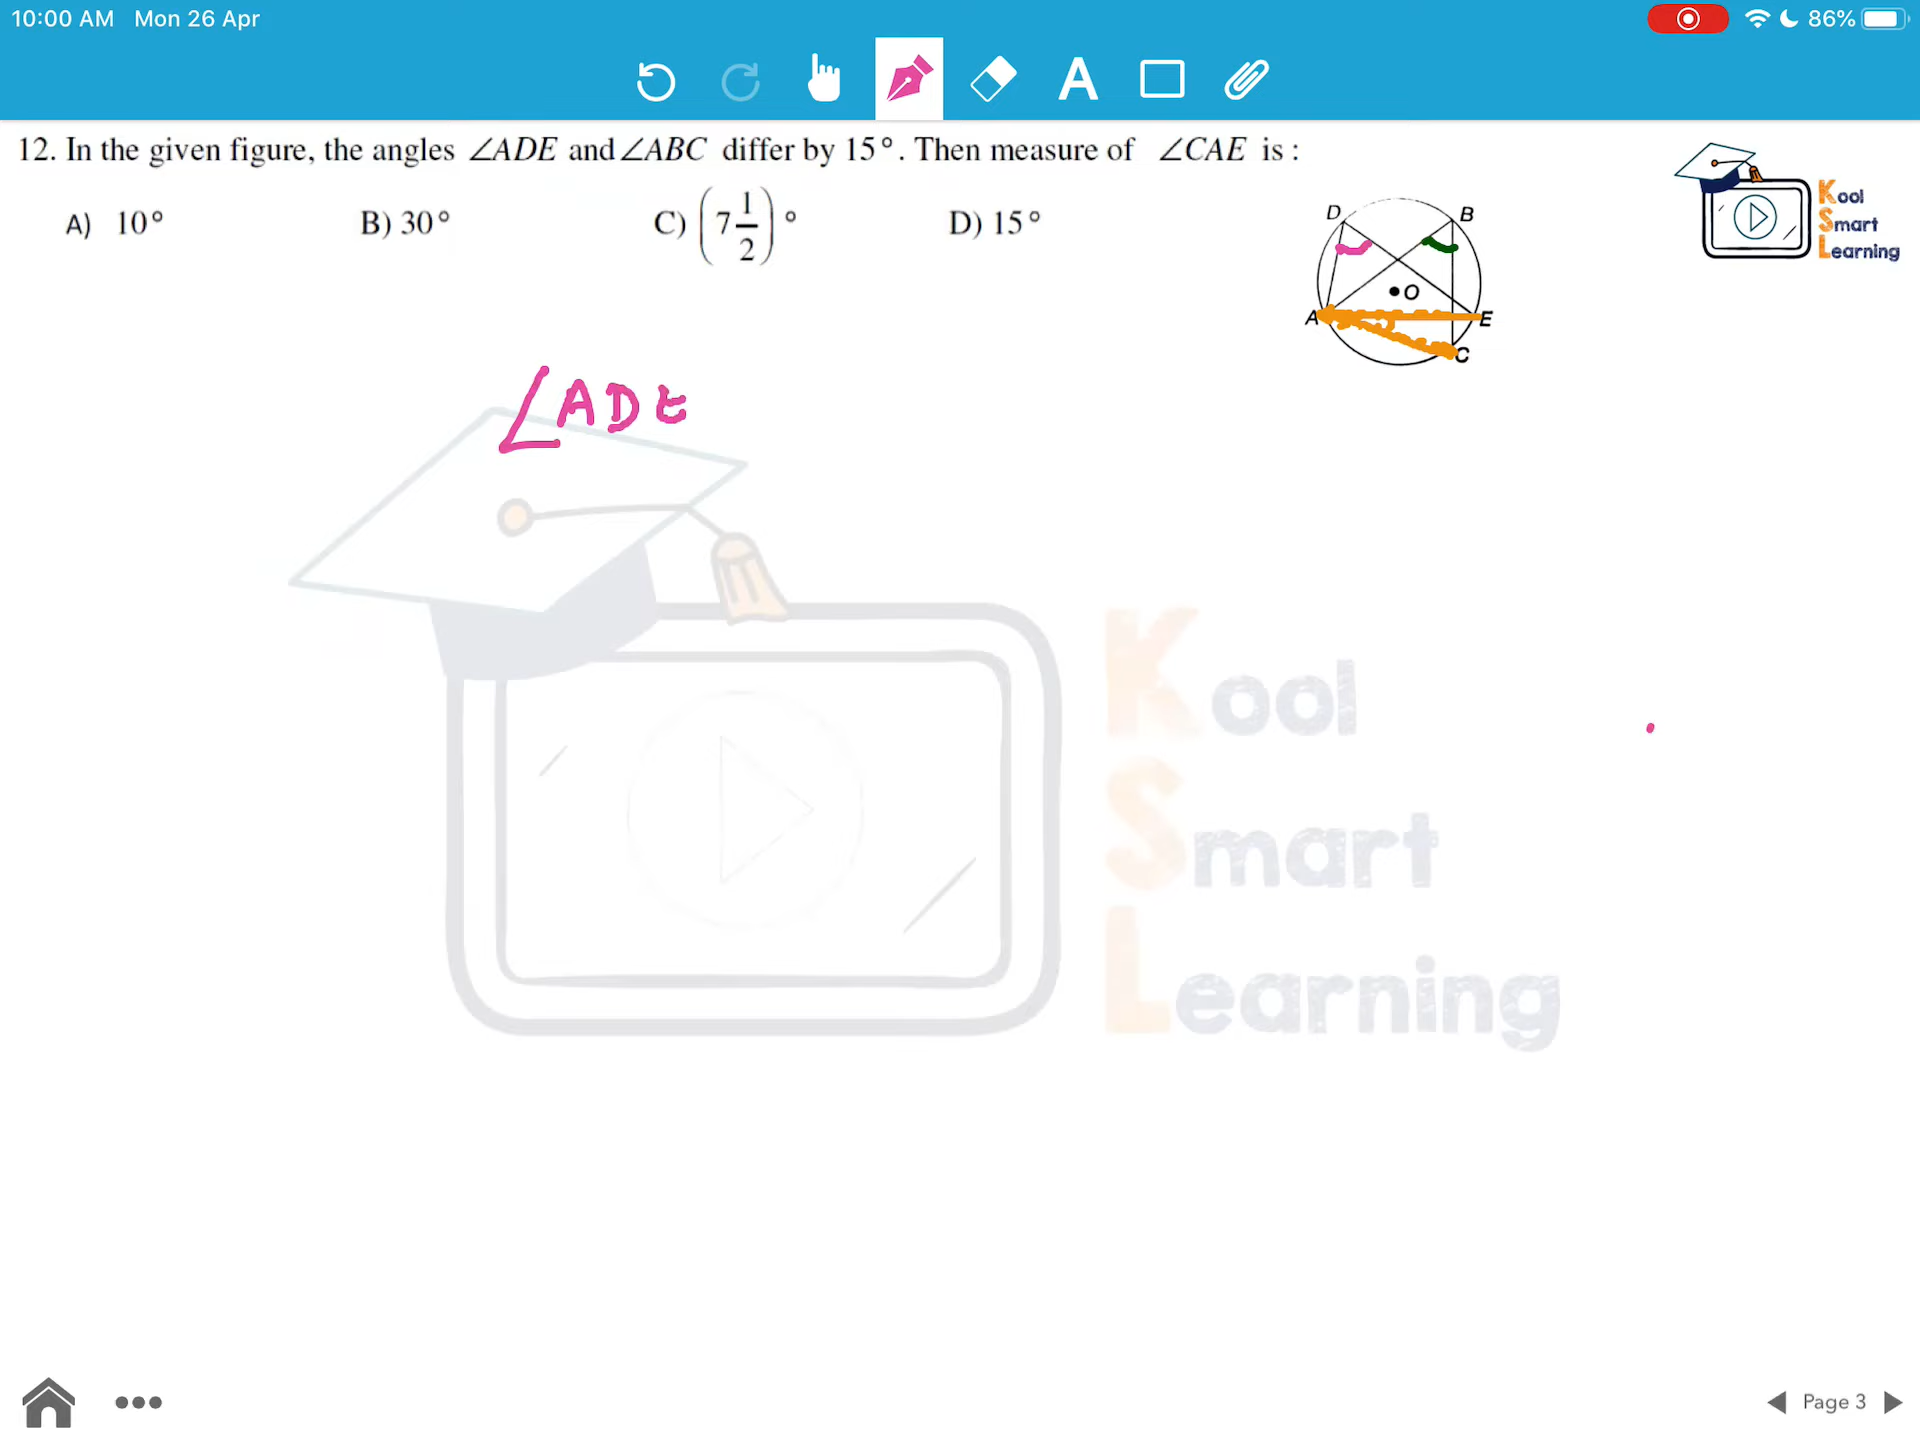 10:00 AM Mon 26 Apr
86%
12. In the given figure, the angles ∠ADE and ∠ABC differ by 15°. Then measure of ∠CAE is :
A) 10° B) 30° C) (7 1/2)° D) 15°
D B
O
A E
C
Kool
Smart
Learning
∠ADE
Kool
Smart
Learning
Page 3